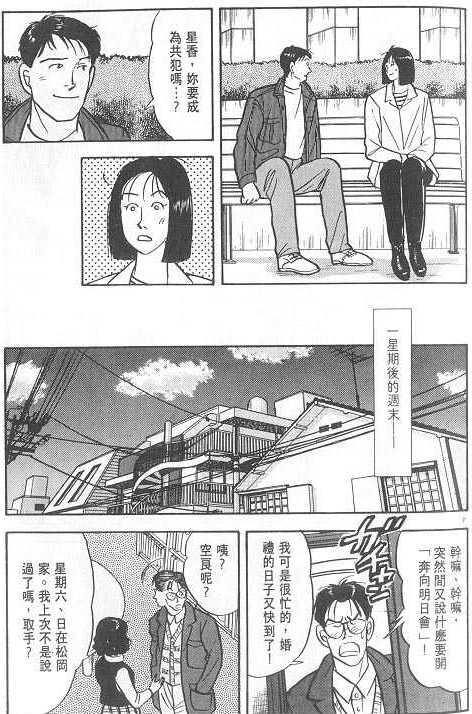 星香，妳要成
為共犯嗎…？
一星期後的週末——
幹嘛、幹嘛，
突然間又說什麼要開
「奔向明日會」！
我可是很忙的，婚
禮的日子又快到了！
咦？
空頁呢？
星期六、日在松岡
家。我上次不是說
過了嗎，取手？